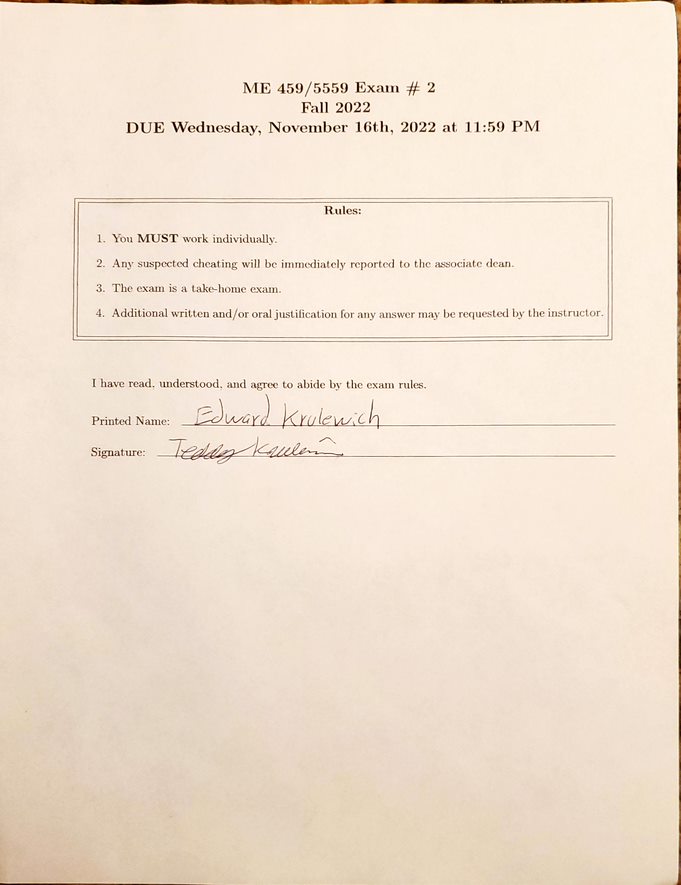 ME 459/5559 Exam # 2
Fall 2022
DUE Wednesday, November 16th, 2022 at 11:59 PM
Rules:
1. You MUST work individually.
2. Any suspected cheating will be immediately reported to the associate dean.
3. The exam is a take-home exam.
4. Additional written and/or oral justification for any answer may be requested by the instructor.
I have read, understood, and agree to abide by the exam rules.
Printed Name: Edward Krulewich
Signature: Teddy